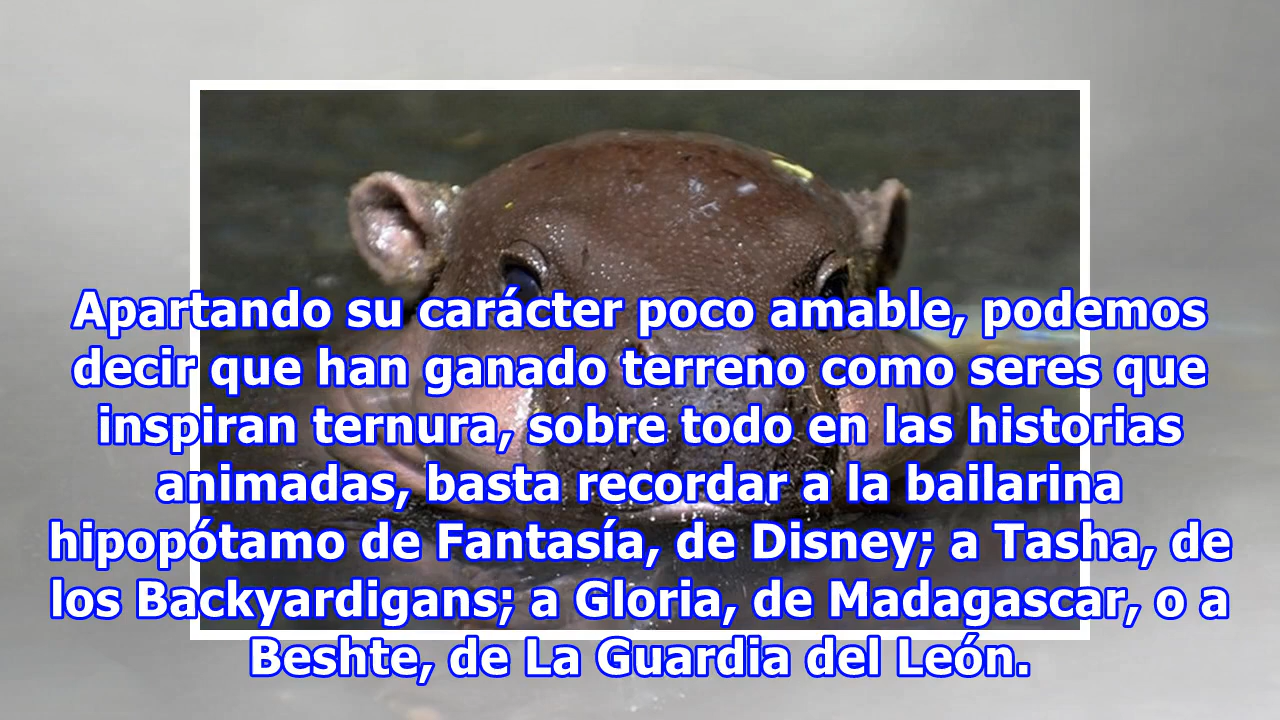 Apartando su carácter poco amable, podemos
decir que han ganado terreno como seres que
inspiran ternura, sobre todo en las historias
animadas, basta recordar a la bailarina
hipopótamo de Fantasía, de Disney; a Tasha, de
los Backyardigans; a Gloria, de Madagascar, o a
Beshte, de La Guardia del León.